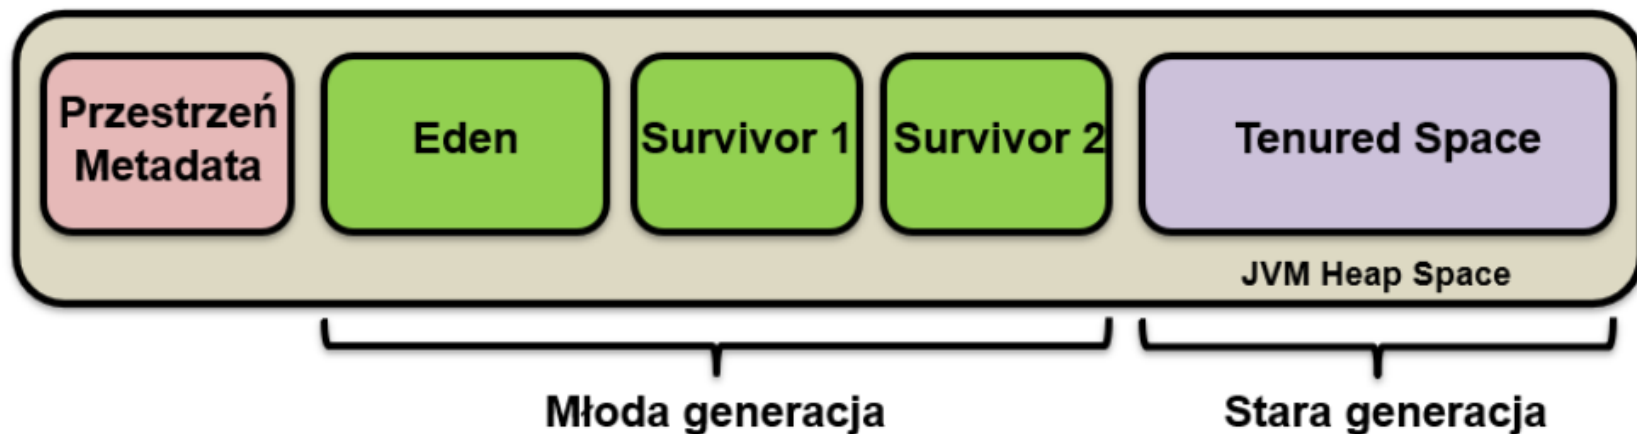 Przestrzeń
Metadata
Eden
Survivor 1
Survivor 2
Tenured Space
JVM Heap Space
Młoda generacja
Stara generacja